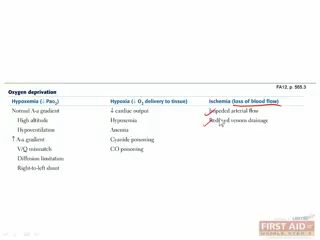 FA12, p. 565.3
Oxygen deprivation
Hypoxemia (↓ PaO₂) Hypoxia (↓ O₂ delivery to tissue) Ischemia (loss of blood flow)
Normal A-a gradient ↓ cardiac output Impeded arterial flow
High altitude Hypoxemia Reduced venous drainage
Hypoventilation Anemia
↑ A-a gradient Cyanide poisoning
V/Q mismatch CO poisoning
Diffusion limitation
Right-to-left shunt
FIRST AID